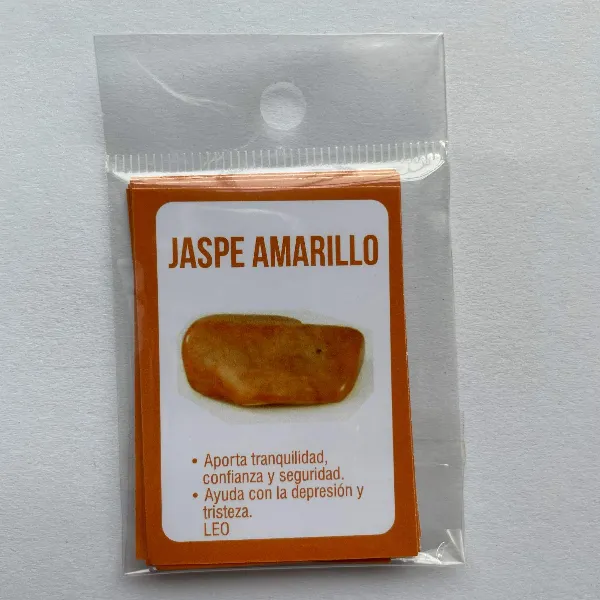 JASPE AMARILLO
• Aporta tranquilidad,
confianza y seguridad.
• Ayuda con la depresión y
tristeza.
LEO